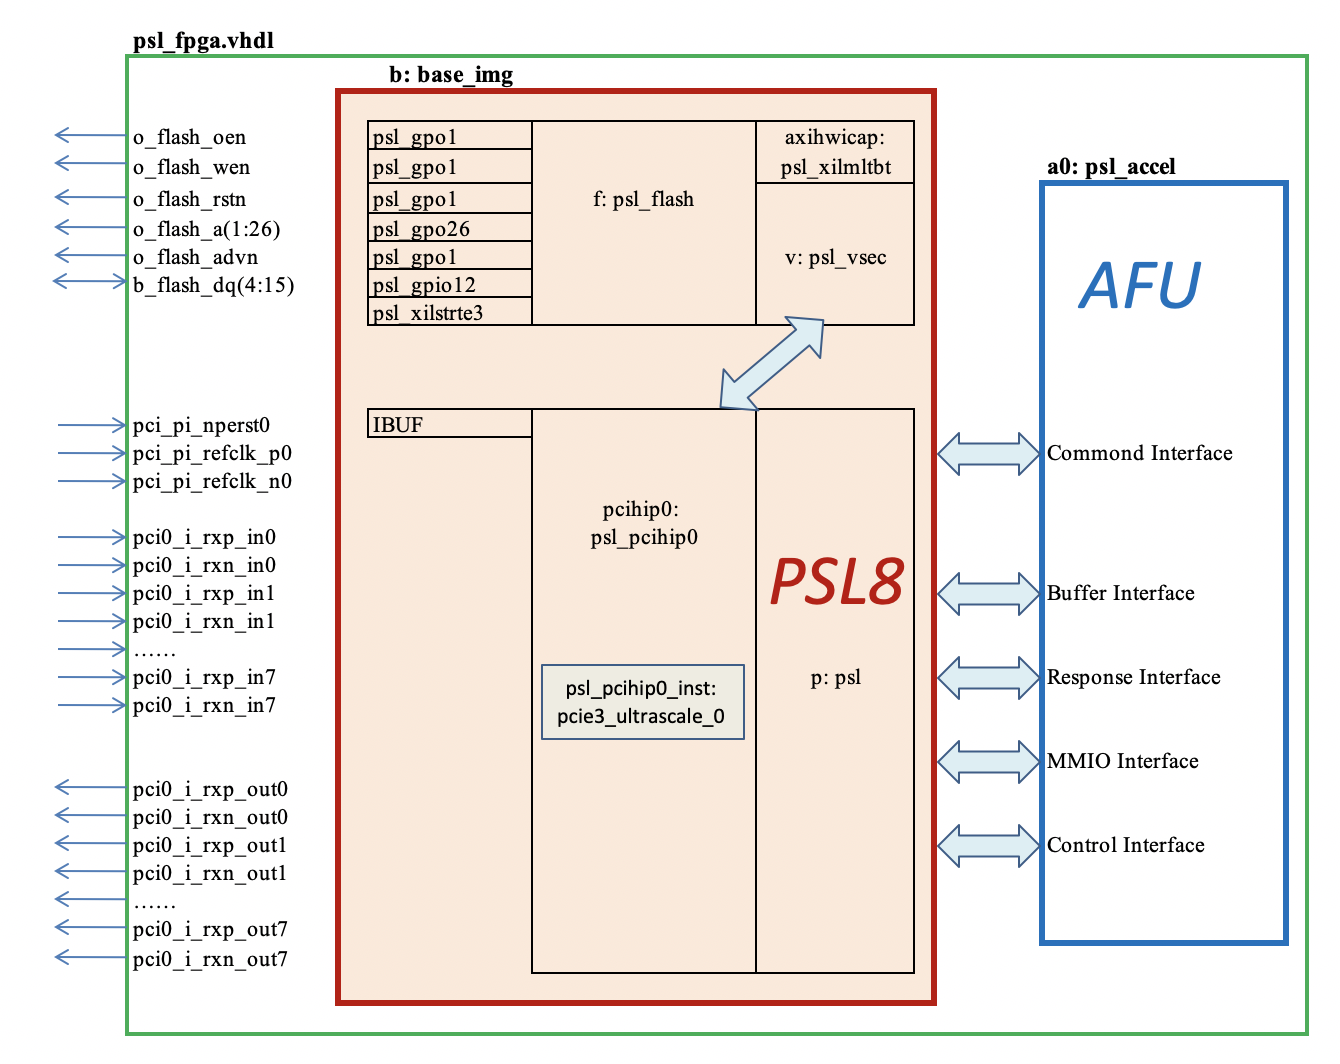 psl_fpga.vhdl
b: base_img
o_flash_oen
o_flash_wen
o_flash_rstn
o_flash_a(1:26)
o_flash_advn
b_flash_dq(4:15)
psl_gpo1
psl_gpo1
psl_gpo1
psl_gpo26
psl_gpo1
psl_gpio12
psl_xilstrte3
f: psl_flash
axihwicap:
psl_xilmltbt
v: psl_vsec
pci_pi_nperst0
pci_pi_refclk_p0
pci_pi_refclk_n0
pci0_i_rxp_in0
pci0_i_rxn_in0
pci0_i_rxp_in1
pci0_i_rxn_in1
......
pci0_i_rxp_in7
pci0_i_rxn_in7
pci0_i_rxp_out0
pci0_i_rxn_out0
pci0_i_rxp_out1
pci0_i_rxn_out1
......
pci0_i_rxp_out7
pci0_i_rxn_out7
IBUF
pcihip0:
psl_pcihip0
psl_pcihip0_inst:
pcie3_ultrascale_0
PSL8
p: psl
a0: psl_accel
AFU
Commond Interface
Buffer Interface
Response Interface
MMIO Interface
Control Interface